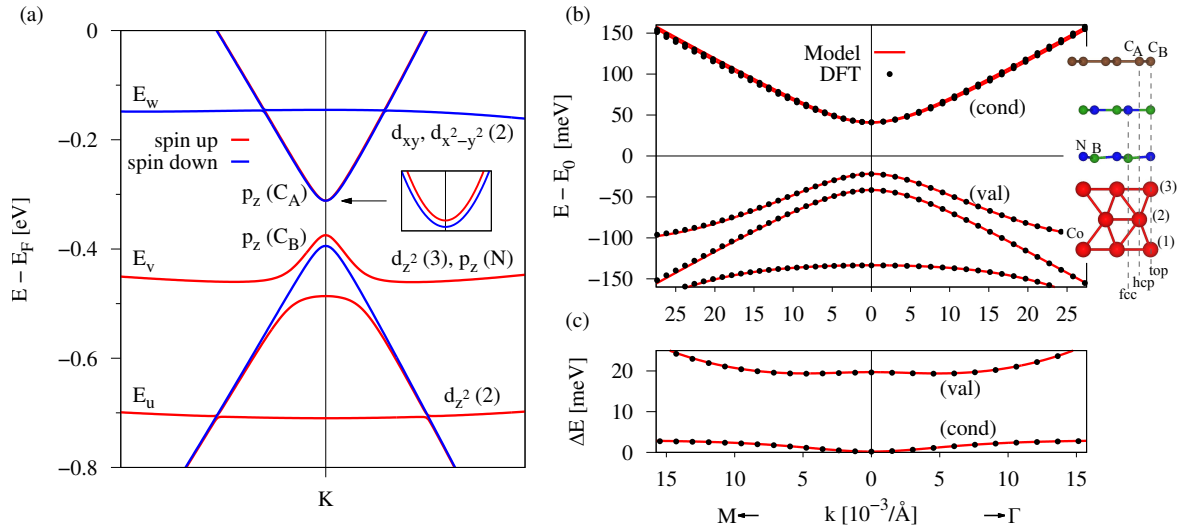 (a)
0
−0.2
−0.4
−0.6
−0.8
E − E_F [eV]
E_w
spin up
spin down
d_xy, d_x²−y² (2)
p_z (C_A)
p_z (C_B)
E_v
d_z² (3), p_z (N)
E_u
d_z² (2)
K
(b)
150
100
50
0
−50
−100
−150
E − E_0 [meV]
Model
DFT
(cond)
(val)
25 20 15 10 5 0 5 10 15 20 25
C_A C_B
N B
Co
(3)
(2)
(1)
top
hcp
fcc
(c)
20
10
0
ΔE [meV]
(val)
(cond)
15 10 5 0 5 10 15
M k [10⁻³/Å] Γ